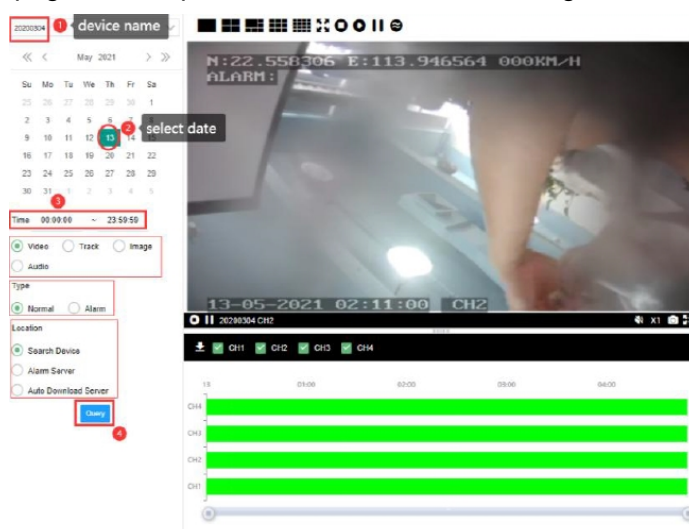 20200304 1 device name
May 2021
Su Mo Tu We Th Fr Sa
25 26 27 28 29 30 1
2 3 4 5 6 7
2 select date
9 10 11 12 13 14
16 17 18 19 20 21 22
23 24 25 26 27 28 29
30 31 1 2 3 4 5
3
Time 00:00:00 ~ 23:59:59
Video Track Image
Audio
Type
Normal Alarm
Location
Search Device
Alarm Server
Auto Download Server
Query
4
N:22.558306 E:113.946564 000KM/H
ALARM:
13-05-2021 02:11:00 CH2
20200304 CH2
X1
CH1 CH2 CH3 CH4
13 01:00 02:00 03:00 04:00
CH4
CH3
CH2
CH1